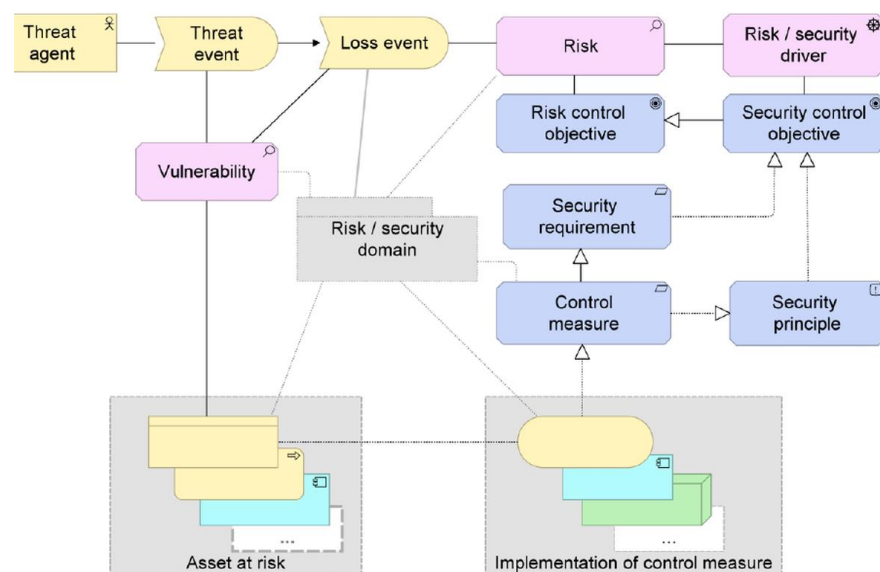 Threat
agent
Threat
event
Loss event
Risk
Risk / security
driver
Risk control
objective
Security control
objective
Vulnerability
Risk / security
domain
Security
requirement
Control
measure
Security
principle
...
Asset at risk
...
Implementation of control measure